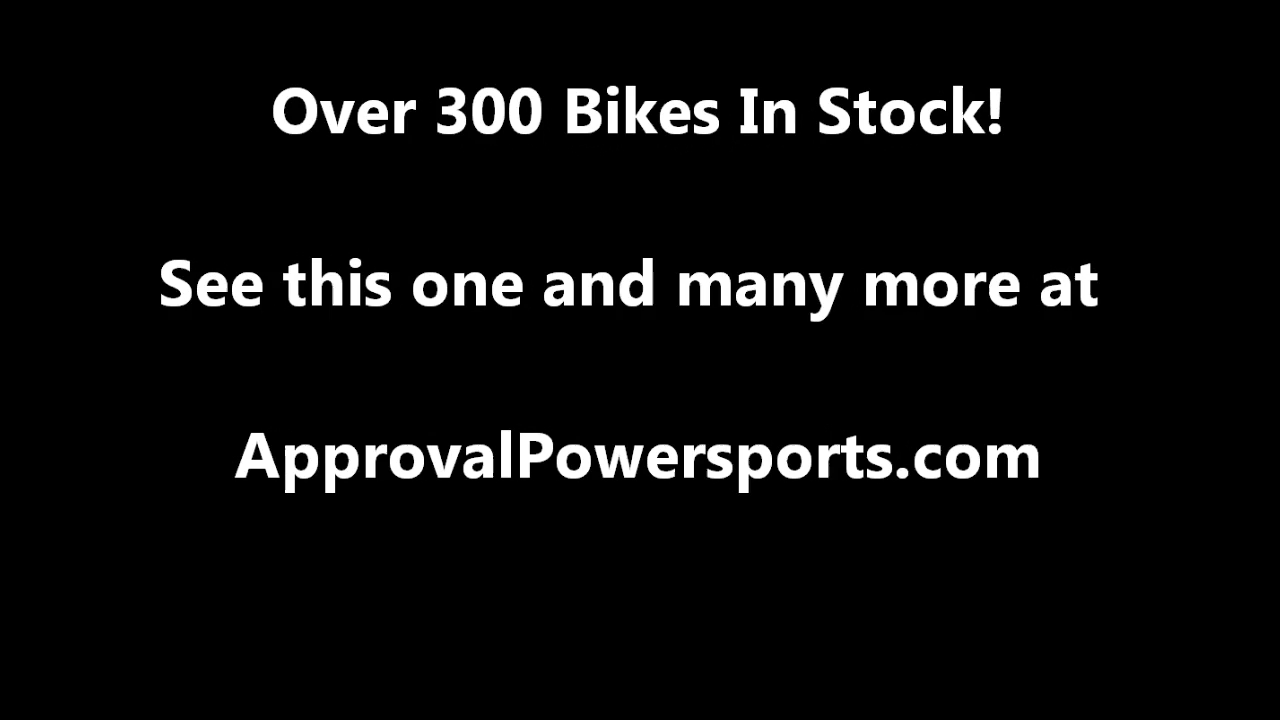 Over 300 Bikes In Stock!
See this one and many more at
ApprovalPowersports.com